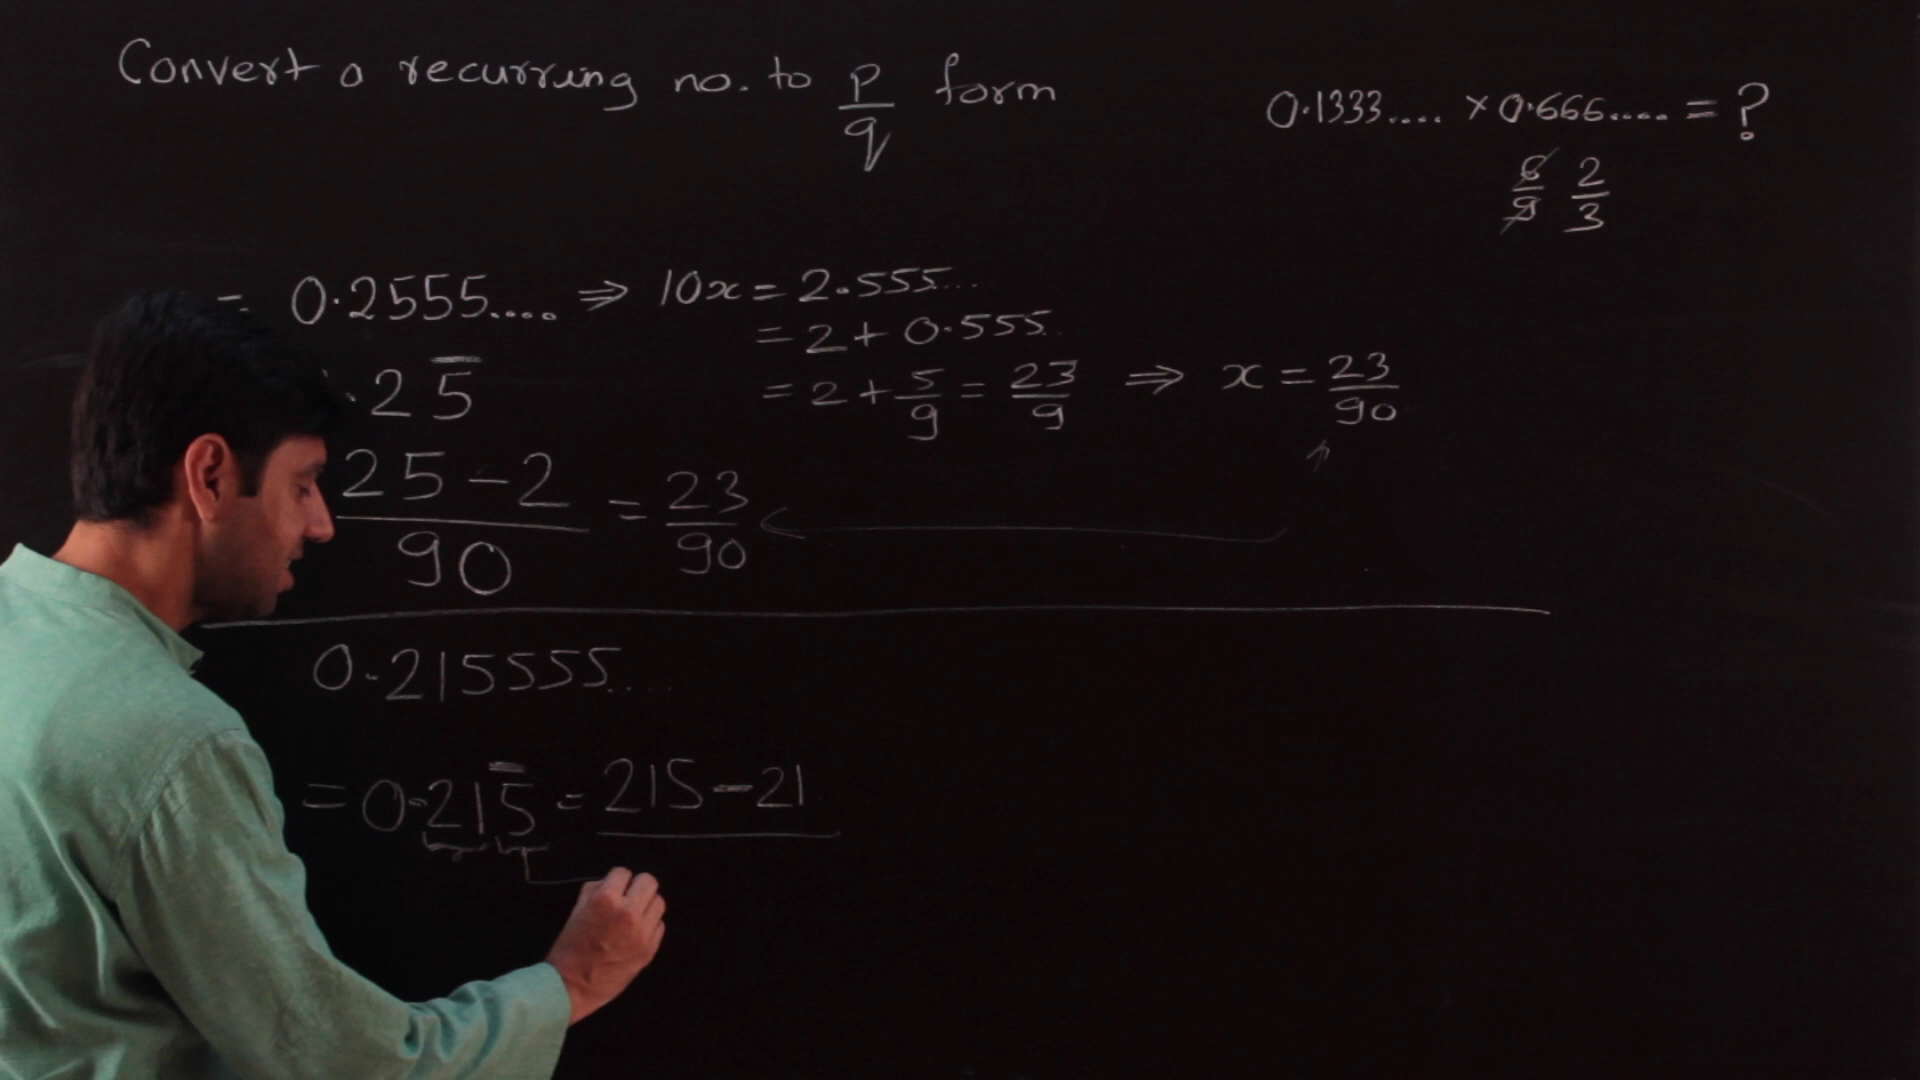 Convert a recurring no. to p/q form
0.1333.... × 0.666.... = ?
6/9 2/3
= 0.2555.... ⇒ 10x = 2.555...
= 2 + 0.555..
.25̅
= 2 + 5/9 = 23/9 ⇒ x = 23/90
25-2/90 = 23/90
0.215555....
= 0.215̅ = 215-21